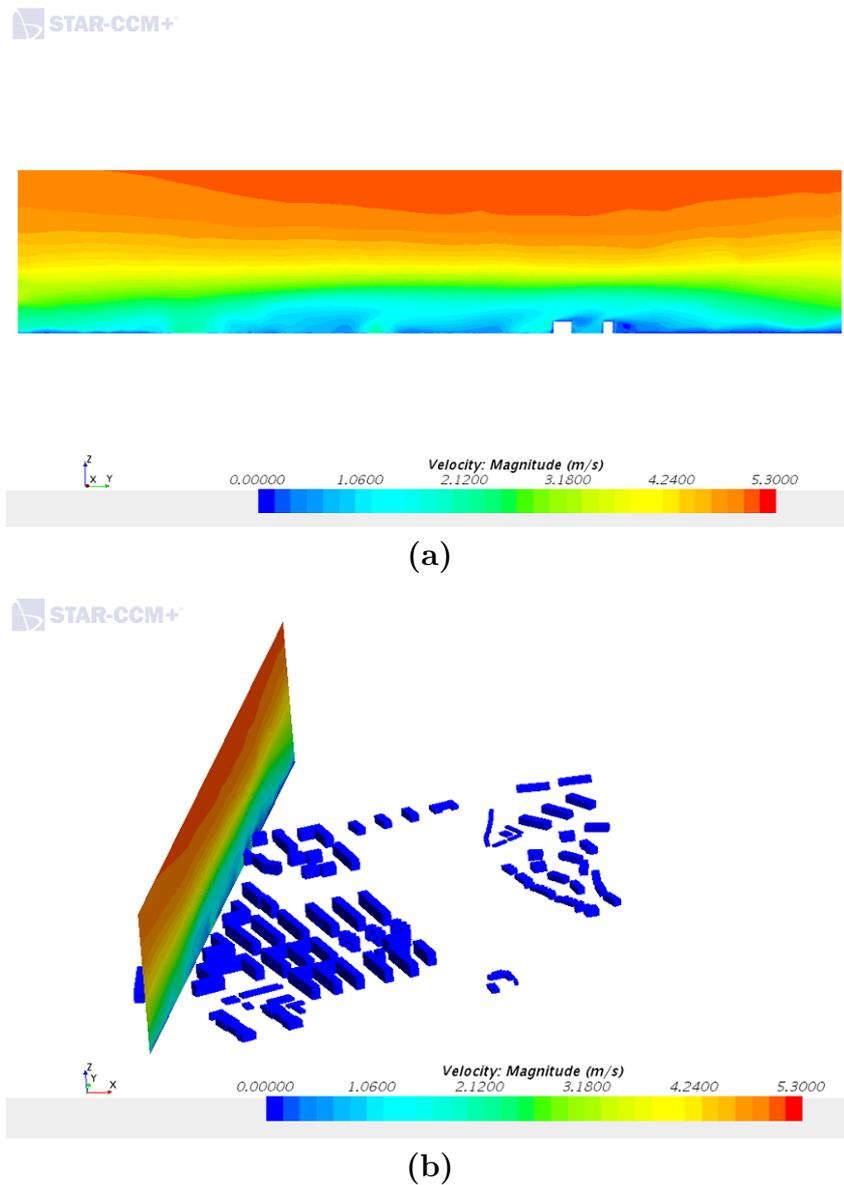 STAR-CCM+
Z
X Y
Velocity: Magnitude (m/s)
0.00000 1.0600 2.1200 3.1800 4.2400 5.3000
(a)
STAR-CCM+
Z
Y
X
Velocity: Magnitude (m/s)
0.00000 1.0600 2.1200 3.1800 4.2400 5.3000
(b)